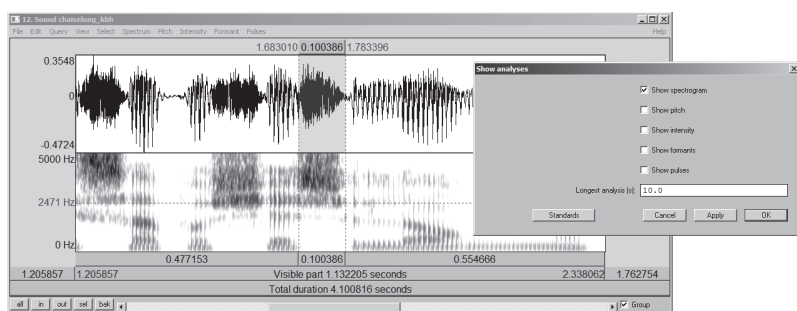 12. Sound chaiselong_kbh
File Edit Query View Select Spectrum Pitch Intensity Formant Pulses Help
1.683010 0.100386 1.783396
0.3548
0
-0.4724
5000 Hz
2471 Hz
0 Hz
0.477153 0.100386 0.554666
1.205857 1.205857 Visible part 1.132205 seconds 2.338062 1.762754
Total duration 4.100816 seconds
all in out sel bak Group
Show analyses
Show spectrogram
Show pitch
Show intensity
Show formants
Show pulses
Longest analysis (s): 10.0
Standards Cancel Apply OK